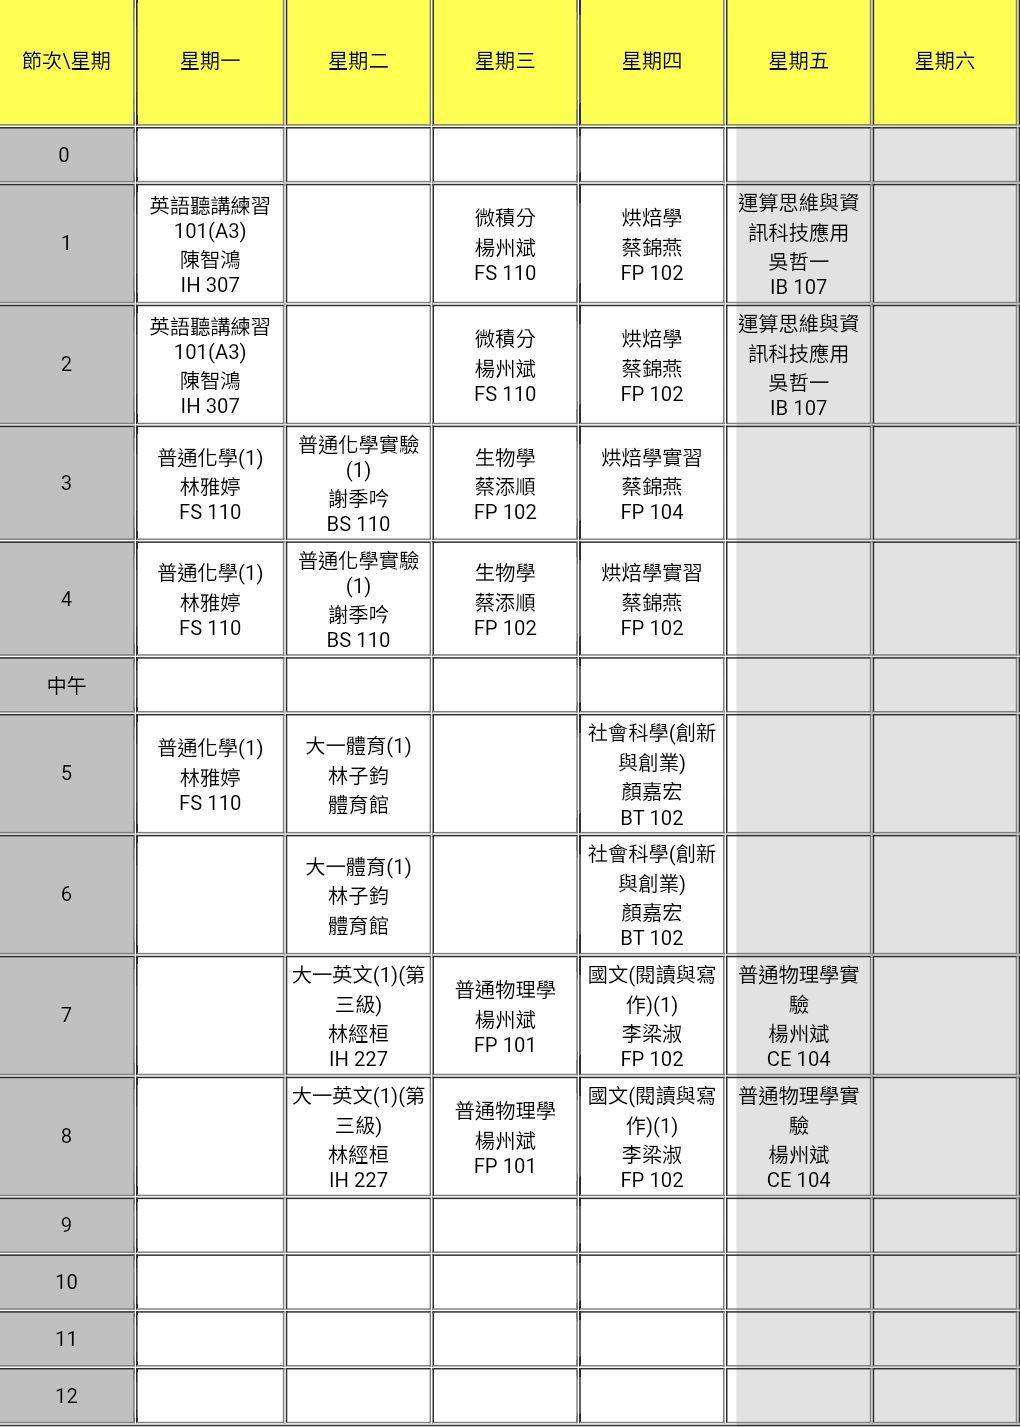 節次\星期 星期一 星期二 星期三 星期四 星期五 星期六
0
1
英語聽講練習
101(A3)
陳智鴻
IH 307
微積分
楊州斌
FS 110
烘焙學
蔡錦燕
FP 102
運算思維與資
訊科技應用
吳哲一
IB 107
2
英語聽講練習
101(A3)
陳智鴻
IH 307
微積分
楊州斌
FS 110
烘焙學
蔡錦燕
FP 102
運算思維與資
訊科技應用
吳哲一
IB 107
3
普通化學(1)
林雅婷
FS 110
普通化學實驗
(1)
謝季吟
BS 110
生物學
蔡添順
FP 102
烘焙學實習
蔡錦燕
FP 104
4
普通化學(1)
林雅婷
FS 110
普通化學實驗
(1)
謝季吟
BS 110
生物學
蔡添順
FP 102
烘焙學實習
蔡錦燕
FP 102
中午
5
普通化學(1)
林雅婷
FS 110
大一體育(1)
林子鈞
體育館
社會科學(創新
與創業)
顏嘉宏
BT 102
6
大一體育(1)
林子鈞
體育館
社會科學(創新
與創業)
顏嘉宏
BT 102
7
大一英文(1)(第
三級)
林經桓
IH 227
普通物理學
楊州斌
FP 101
國文(閱讀與寫
作)(1)
李梁淑
FP 102
普通物理學實
驗
楊州斌
CE 104
8
大一英文(1)(第
三級)
林經桓
IH 227
普通物理學
楊州斌
FP 101
國文(閱讀與寫
作)(1)
李梁淑
FP 102
普通物理學實
驗
楊州斌
CE 104
9
10
11
12